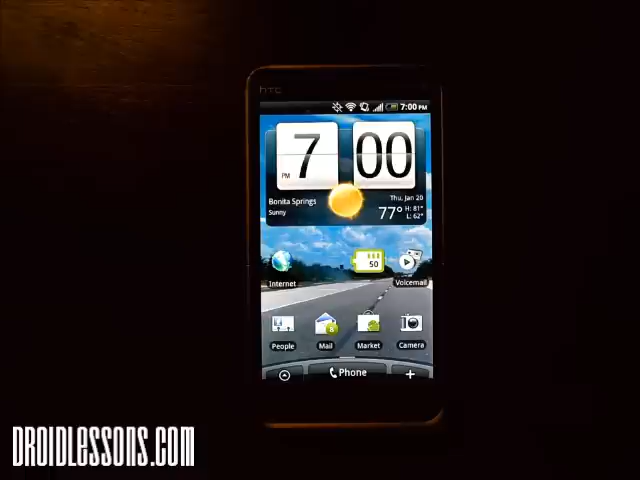 htc
7:00 PM
7 00
PM
Bonita Springs
Sunny
Thu, Jan 20
77° H: 81°
L: 62°
50
Internet
Voicemail
8
People
Mail
Market
Camera
Phone
DROIDLESSONS.COM